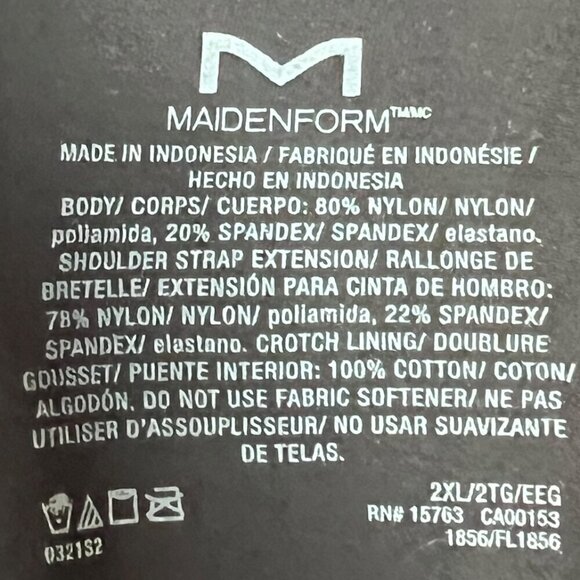 M
MAIDENFORM™/MC
MADE IN INDONESIA / FABRIQUÉ EN INDONÉSIE /
HECHO EN INDONESIA
BODY/ CORPS/ CUERPO: 80% NYLON/ NYLON/
poliamida, 20% SPANDEX/ SPANDEX/ elastano.
SHOULDER STRAP EXTENSION/ RALLONGE DE
BRETELLE/ EXTENSIÓN PARA CINTA DE HOMBRO:
78% NYLON/ NYLON/ poliamida, 22% SPANDEX/
SPANDEX/ elastano. CROTCH LINING/ DOUBLURE
GOUSSET/ PUENTE INTERIOR: 100% COTTON/ COTON/
ALGODÓN. DO NOT USE FABRIC SOFTENER/ NE PAS
UTILISER D'ASSOUPLISSEUR/ NO USAR SUAVIZANTE
DE TELAS.
2XL/2TG/EEG
RN# 15763 CA00153
1856/FL1856
0321S2